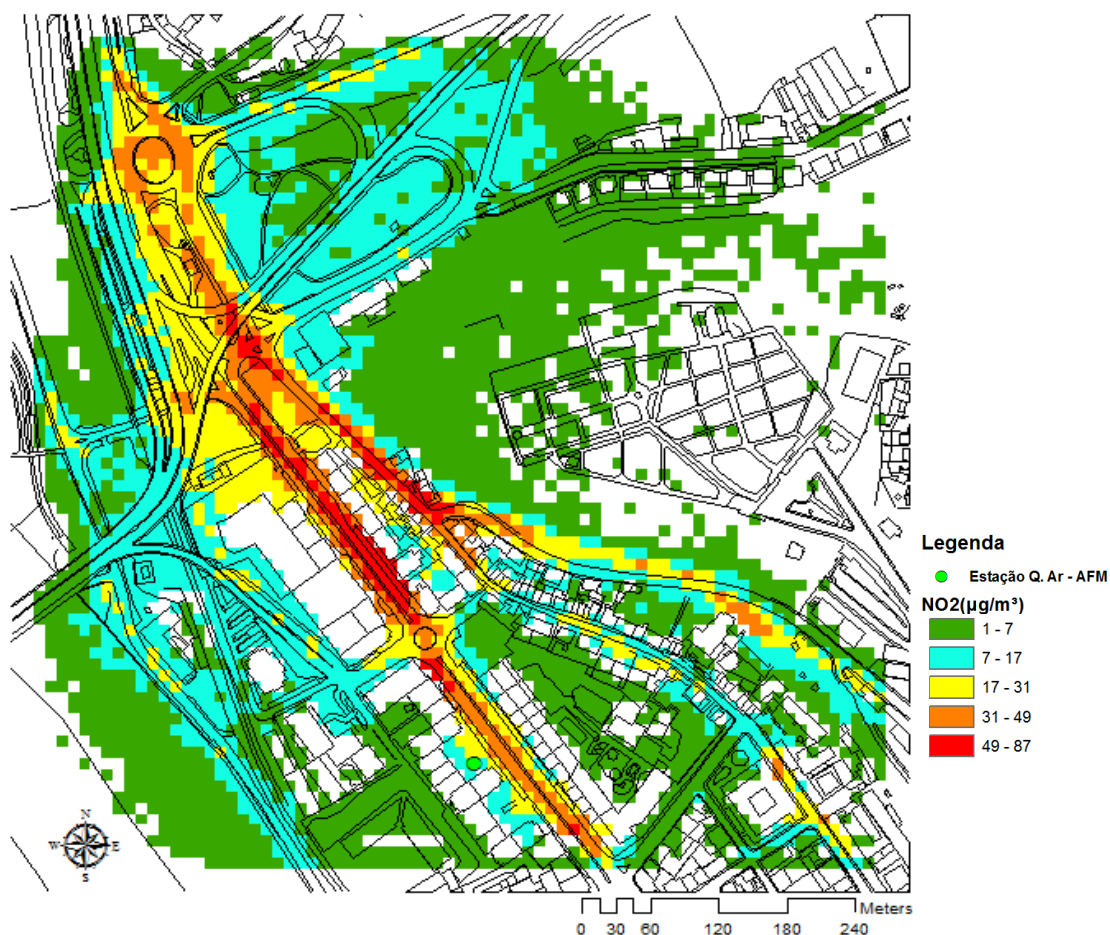 Legenda
Estação Q. Ar - AFM
NO2(µg/m³)
1 - 7
7 - 17
17 - 31
31 - 49
49 - 87
N
W E
S
Meters
0 30 60 120 180 240